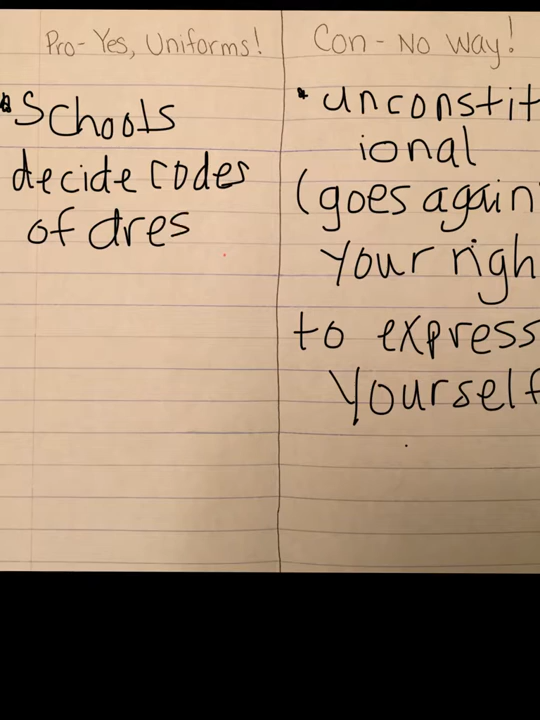 Pro- Yes, Uniforms!
• Schools
decide codes
of dres
Con - No Way!
• unconstit
ional
(goes again
your righ
to express
yourself